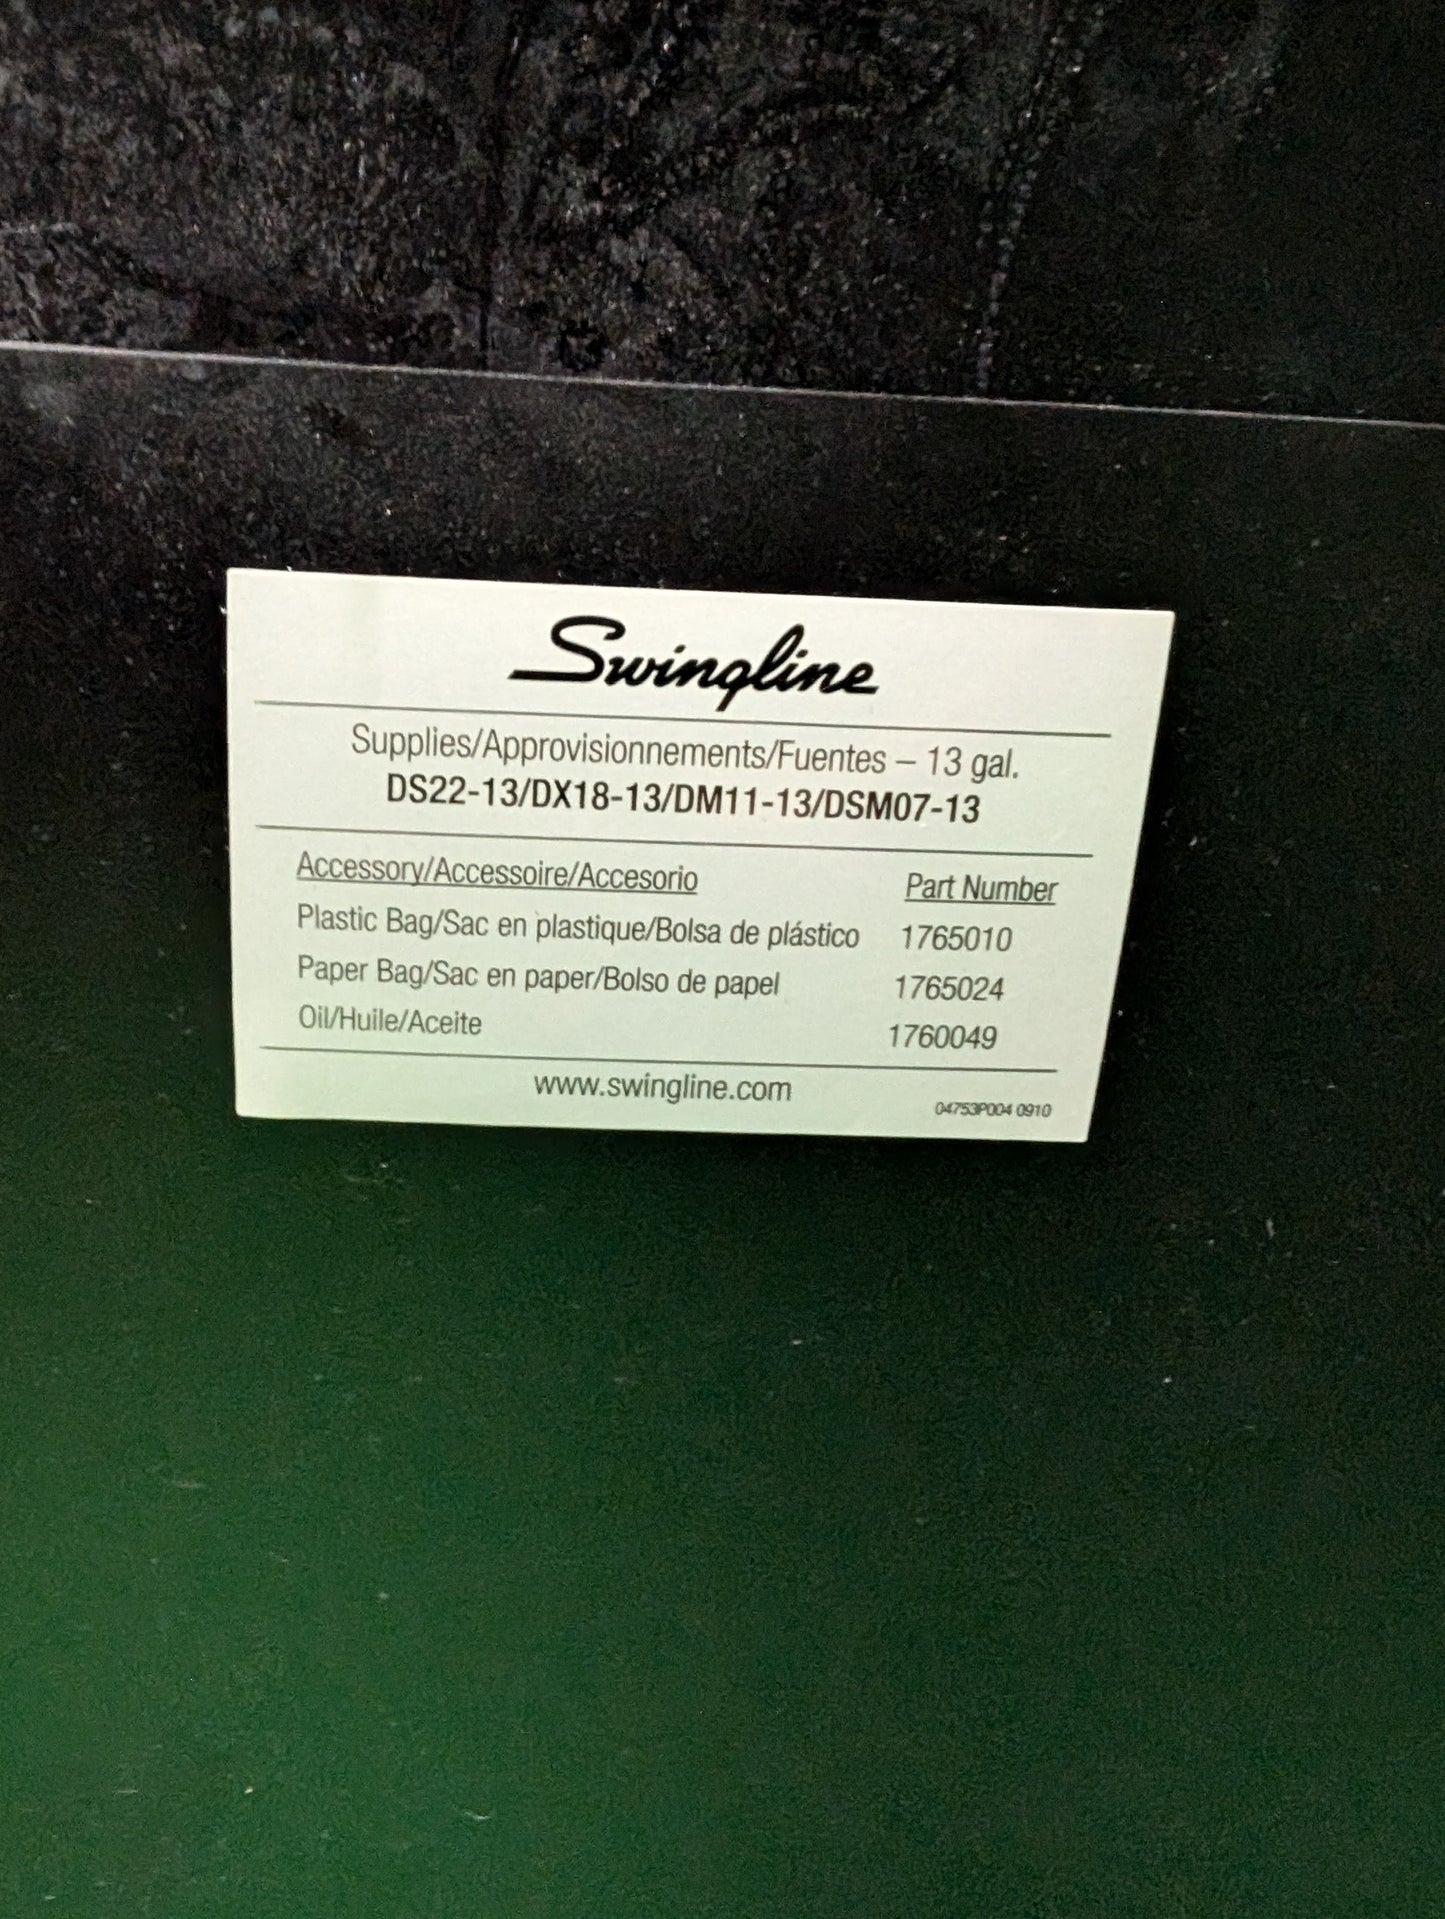 Swingline
Supplies/Approvisionnements/Fuentes – 13 gal.
DS22-13/DX18-13/DM11-13/DSM07-13
Accessory/Accessoire/Accesorio Part Number
Plastic Bag/Sac en plastique/Bolsa de plástico 1765010
Paper Bag/Sac en paper/Bolso de papel 1765024
Oil/Huile/Aceite 1760049
www.swingline.com
04753P004 0910